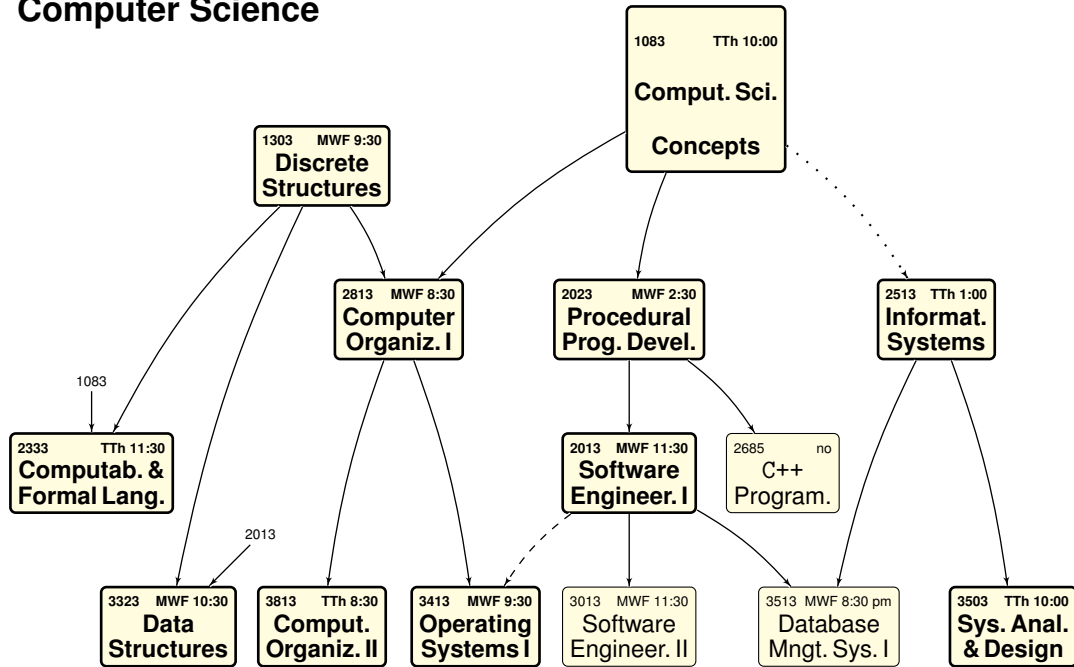 Computer Science
1083 TTh 10:00
Comput. Sci.
Concepts
1303 MWF 9:30
Discrete
Structures
2813 MWF 8:30
Computer
Organiz. I
2023 MWF 2:30
Procedural
Prog. Devel.
2513 TTh 1:00
Informat.
Systems
1083
2333 TTh 11:30
Computab. &
Formal Lang.
2013 MWF 11:30
Software
Engineer. I
2685 no
C++
Program.
2013
3323 MWF 10:30
Data
Structures
3813 TTh 8:30
Comput.
Organiz. II
3413 MWF 9:30
Operating
Systems I
3013 MWF 11:30
Software
Engineer. II
3513 MWF 8:30 pm
Database
Mngt. Sys. I
3503 TTh 10:00
Sys. Anal.
& Design